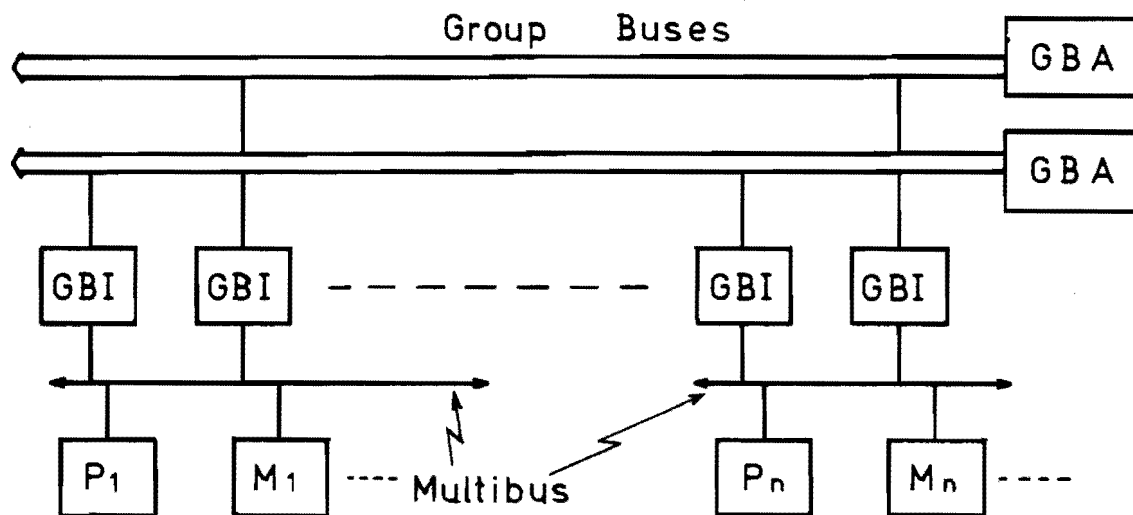 Group Buses
GBA
GBA
GBI GBI GBI GBI
P1 M1 Pn Mn
Multibus